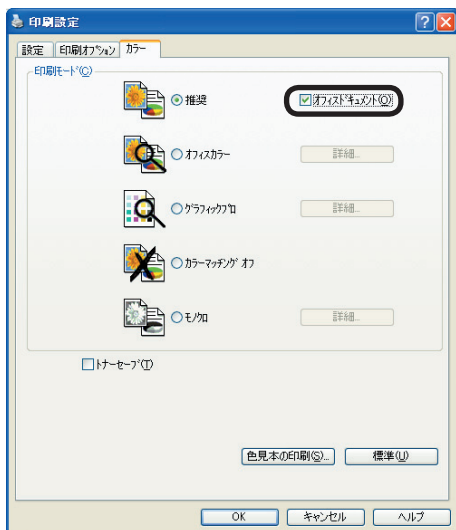 印刷設定
設定 印刷オプション カラー
印刷モード(C)
推奨 オフィスドキュメント(O)
オフィスカラー 詳細...
グラフィックプロ 詳細...
カラーマッチング オフ
モノクロ 詳細...
トナーセーブ(T)
色見本の印刷(S)... 標準(U)
OK キャンセル ヘルプ